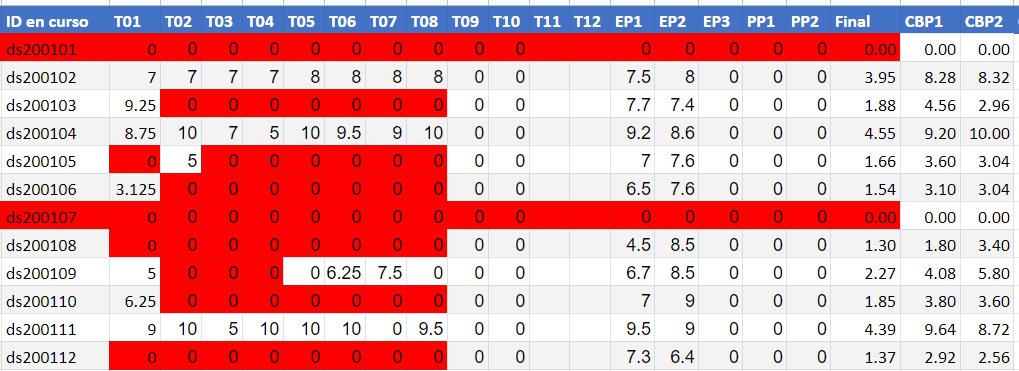 ID en curso T01 T02 T03 T04 T05 T06 T07 T08 T09 T10 T11 T12 EP1 EP2 EP3 PP1 PP2 Final CBP1 CBP2
ds200101 0 0 0 0 0 0 0 0 0 0 0 0 0 0 0 0.00 0.00 0.00
ds200102 7 7 7 7 8 8 8 8 0 0 7.5 8 0 0 0 3.95 8.28 8.32
ds200103 9.25 0 0 0 0 0 0 0 0 0 7.7 7.4 0 0 0 1.88 4.56 2.96
ds200104 8.75 10 7 5 10 9.5 9 10 0 0 9.2 8.6 0 0 0 4.55 9.20 10.00
ds200105 0 5 0 0 0 0 0 0 0 0 7 7.6 0 0 0 1.66 3.60 3.04
ds200106 3.125 0 0 0 0 0 0 0 0 0 6.5 7.6 0 0 0 1.54 3.10 3.04
ds200107 0 0 0 0 0 0 0 0 0 0 0 0 0 0 0 0.00 0.00 0.00
ds200108 0 0 0 0 0 0 0 0 0 0 4.5 8.5 0 0 0 1.30 1.80 3.40
ds200109 5 0 0 0 0 6.25 7.5 0 0 0 6.7 8.5 0 0 0 2.27 4.08 5.80
ds200110 6.25 0 0 0 0 0 0 0 0 0 7 9 0 0 0 1.85 3.80 3.60
ds200111 9 10 5 10 10 10 0 9.5 0 0 9.5 9 0 0 0 4.39 9.64 8.72
ds200112 0 0 0 0 0 0 0 0 0 0 7.3 6.4 0 0 0 1.37 2.92 2.56